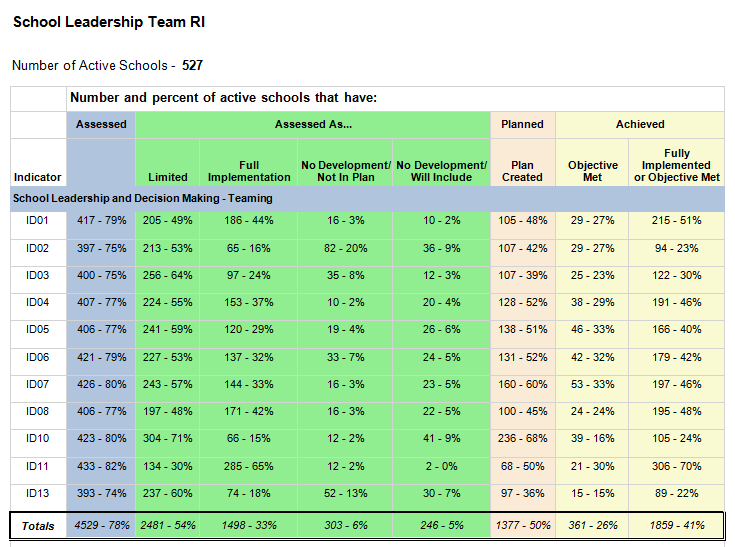 School Leadership Team RI
Number of Active Schools - 527
Number and percent of active schools that have:
Assessed Assessed As... Planned Achieved
Indicator Limited Full Implementation No Development/ Not In Plan No Development/ Will Include Plan Created Objective Met Fully Implemented or Objective Met
School Leadership and Decision Making - Teaming
ID01 417 - 79% 205 - 49% 186 - 44% 16 - 3% 10 - 2% 105 - 48% 29 - 27% 215 - 51%
ID02 397 - 75% 213 - 53% 65 - 16% 82 - 20% 36 - 9% 107 - 42% 29 - 27% 94 - 23%
ID03 400 - 75% 256 - 64% 97 - 24% 35 - 8% 12 - 3% 107 - 39% 25 - 23% 122 - 30%
ID04 407 - 77% 224 - 55% 153 - 37% 10 - 2% 20 - 4% 128 - 52% 38 - 29% 191 - 46%
ID05 406 - 77% 241 - 59% 120 - 29% 19 - 4% 26 - 6% 138 - 51% 46 - 33% 166 - 40%
ID06 421 - 79% 227 - 53% 137 - 32% 33 - 7% 24 - 5% 131 - 52% 42 - 32% 179 - 42%
ID07 426 - 80% 243 - 57% 144 - 33% 16 - 3% 23 - 5% 160 - 60% 53 - 33% 197 - 46%
ID08 406 - 77% 197 - 48% 171 - 42% 16 - 3% 22 - 5% 100 - 45% 24 - 24% 195 - 48%
ID10 423 - 80% 304 - 71% 66 - 15% 12 - 2% 41 - 9% 236 - 68% 39 - 16% 105 - 24%
ID11 433 - 82% 134 - 30% 285 - 65% 12 - 2% 2 - 0% 68 - 50% 21 - 30% 306 - 70%
ID13 393 - 74% 237 - 60% 74 - 18% 52 - 13% 30 - 7% 97 - 36% 15 - 15% 89 - 22%
Totals 4529 - 78% 2481 - 54% 1498 - 33% 303 - 6% 246 - 5% 1377 - 50% 361 - 26% 1859 - 41%